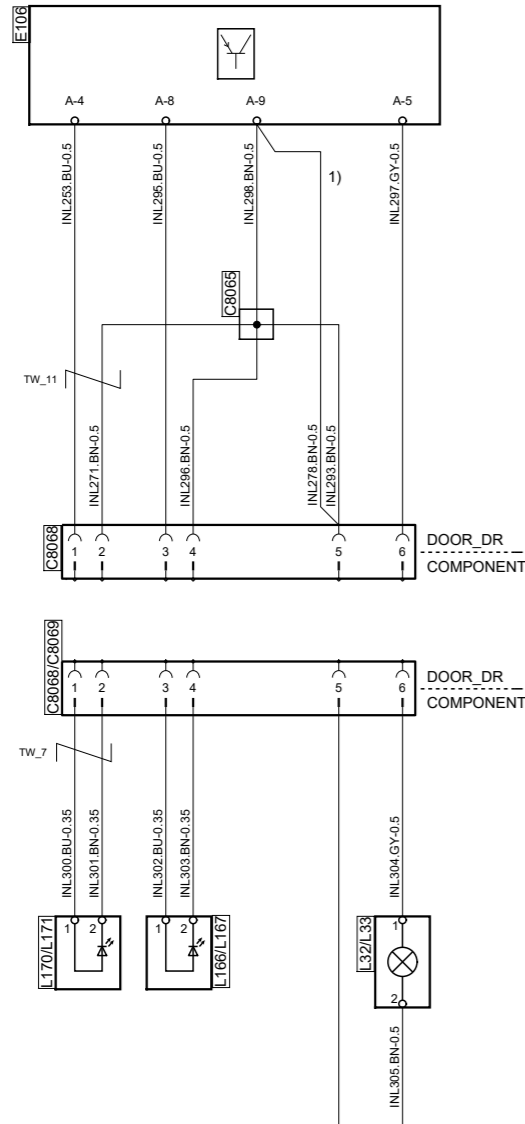 E106
A-4
A-8
A-9
A-5
INL253.BU-0.5
INL295.BU-0.5
INL298.BN-0.5
1)
INL297.GY-0.5
C8065
TW_11
INL271.BN-0.5
INL296.BN-0.5
INL278.BN-0.5
INL293.BN-0.5
C8068
1
2
3
4
5
6
DOOR_DR
COMPONENT
C8068/C8069
1
2
3
4
5
6
DOOR_DR
COMPONENT
TW_7
INL300.BU-0.35
INL301.BN-0.35
INL302.BU-0.35
INL303.BN-0.35
INL304.GY-0.5
L170/L171
1
2
1
2
L166/L167
L32/L33
1
2
INL305.BN-0.5